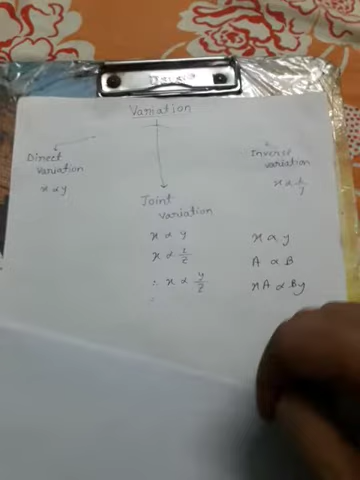 Variation
Direct
variation
x ∝ y
Inverse
variation
x ∝ 1/y
Joint
variation
x ∝ y
x ∝ 1/z
∴ x ∝ y/z
x ∝ y
A ∝ B
xA ∝ By